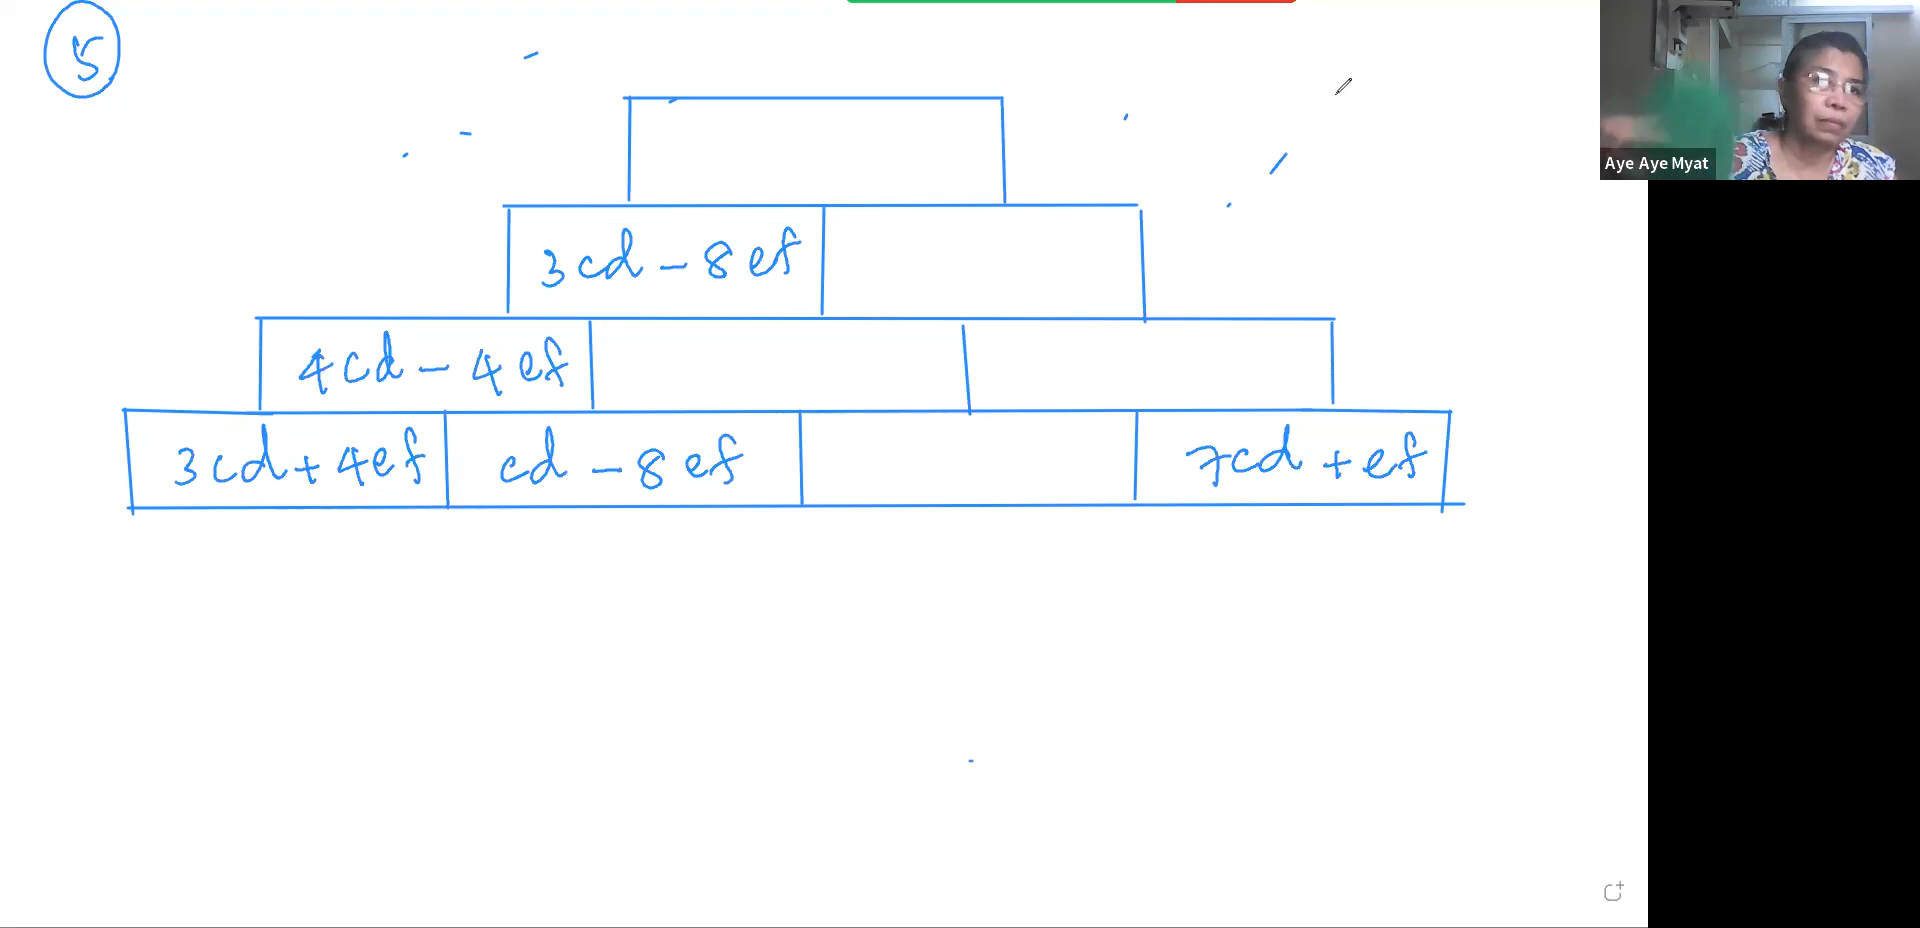 5
Aye Aye Myat
3cd - 8ef
4cd - 4ef
3cd + 4ef cd - 8ef 7cd + ef